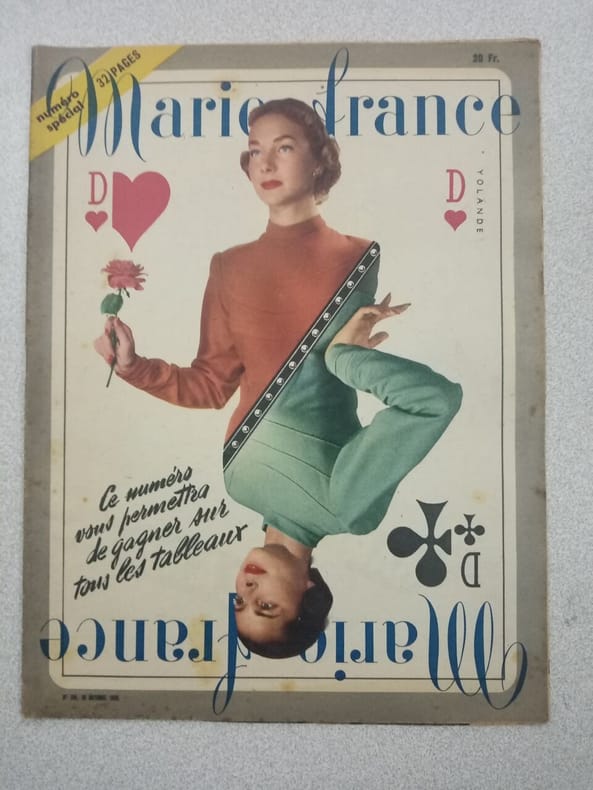 numéro
spécial
32 PAGES
20 Fr.
Marie france
D
D
YOLANDE
Ce numéro
vous permettra
de gagner sur
tous les tableaux
D
Marie france